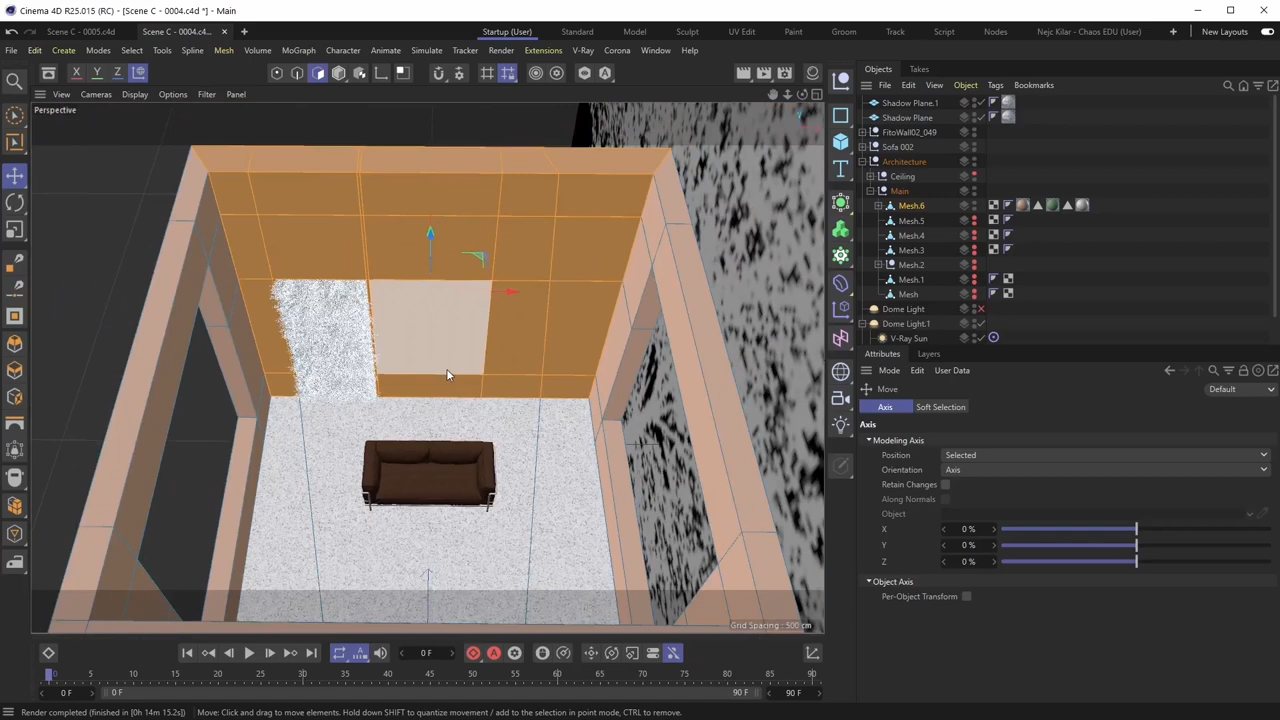 Cinema 4D R25.015 (RC) - [Scene C - 0004.c4d *] - Main
Scene C - 0005.c4d
Scene C - 0004.c4d *...
Startup (User)
Standard
Model
Sculpt
UV Edit
Paint
Groom
Track
Script
Nodes
Nejc Kilar - Chaos EDU
New Layouts
File
Edit
Create
Modes
Select
Tools
Spline
Mesh
Volume
MoGraph
Character
Animate
Simulate
Tracker
Render
Extensions
V-Ray
Corona
Window
Help
X
Y
Z
Objects
Takes
File
Edit
View
Object
Tags
Bookmarks
View
Cameras
Display
Options
Filter
Panel
Perspective
Shadow Plane.1
Shadow Plane
FitoWall02_049
Sofa 002
Architecture
Ceiling
Main
Mesh.6
Mesh.5
Mesh.4
Mesh.3
Mesh.2
Mesh.1
Mesh
Dome Light
Dome Light.1
V-Ray Sun
Attributes
Layers
Mode
Edit
User Data
Move
Default
Axis
Soft Selection
Axis
Modeling Axis
Position
Selected
Orientation
Axis
Retain Changes
Along Normals
Object
X
0 %
Y
0 %
Z
0 %
Object Axis
Per-Object Transform
Grid Spacing : 500 cm
0 F
0
5
10
15
20
25
30
35
40
45
50
55
60
65
70
75
80
85
90
0 F
0 F
90 F
90 F
Render completed (finished in [0h 14m 15.2s])
Move: Click and drag to move elements. Hold down SHIFT to quantize movement / add to the selection in point mode, CTRL to remove.